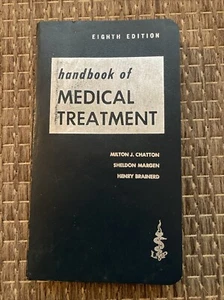 EIGHTH EDITION
handbook of
MEDICAL
TREATMENT
MILTON J. CHATTON
SHELDON MARGEN
HENRY BRAINERD